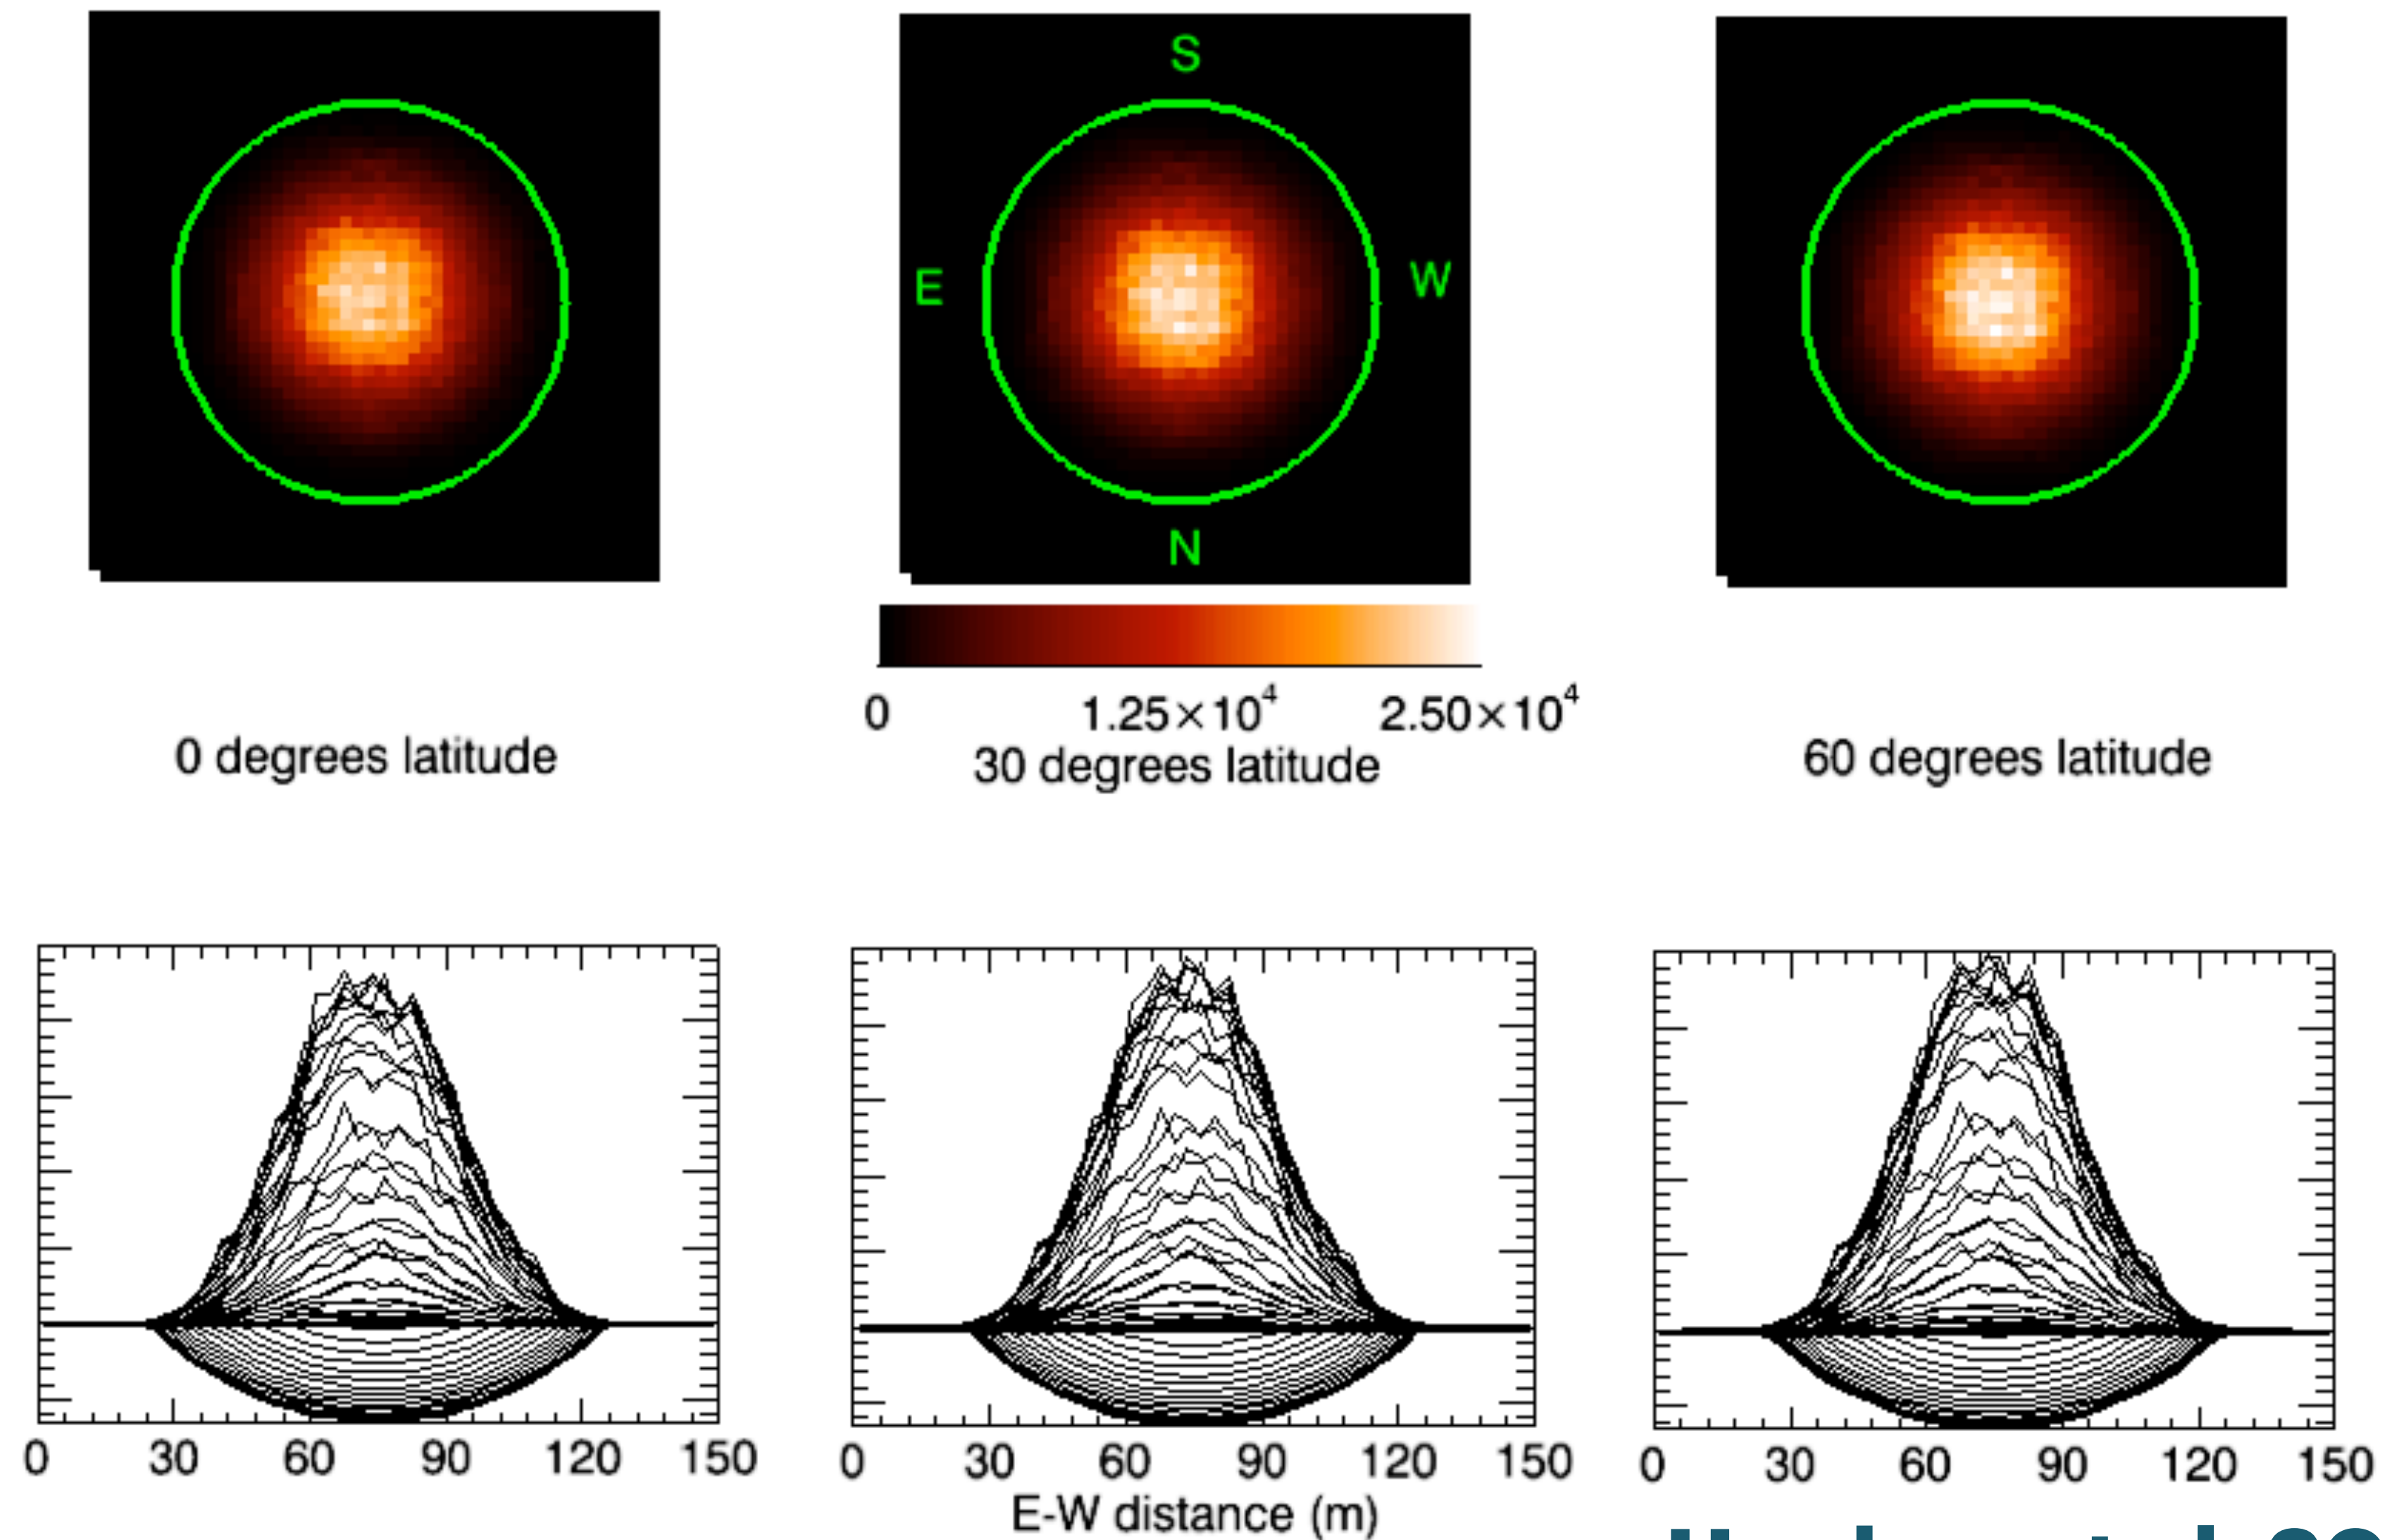 S
E W
N
0 1.25×10⁴ 2.50×10⁴
0 degrees latitude 30 degrees latitude 60 degrees latitude
0 30 60 90 120 150 0 30 60 90 120 150 0 30 60 90 120 150
E-W distance (m)